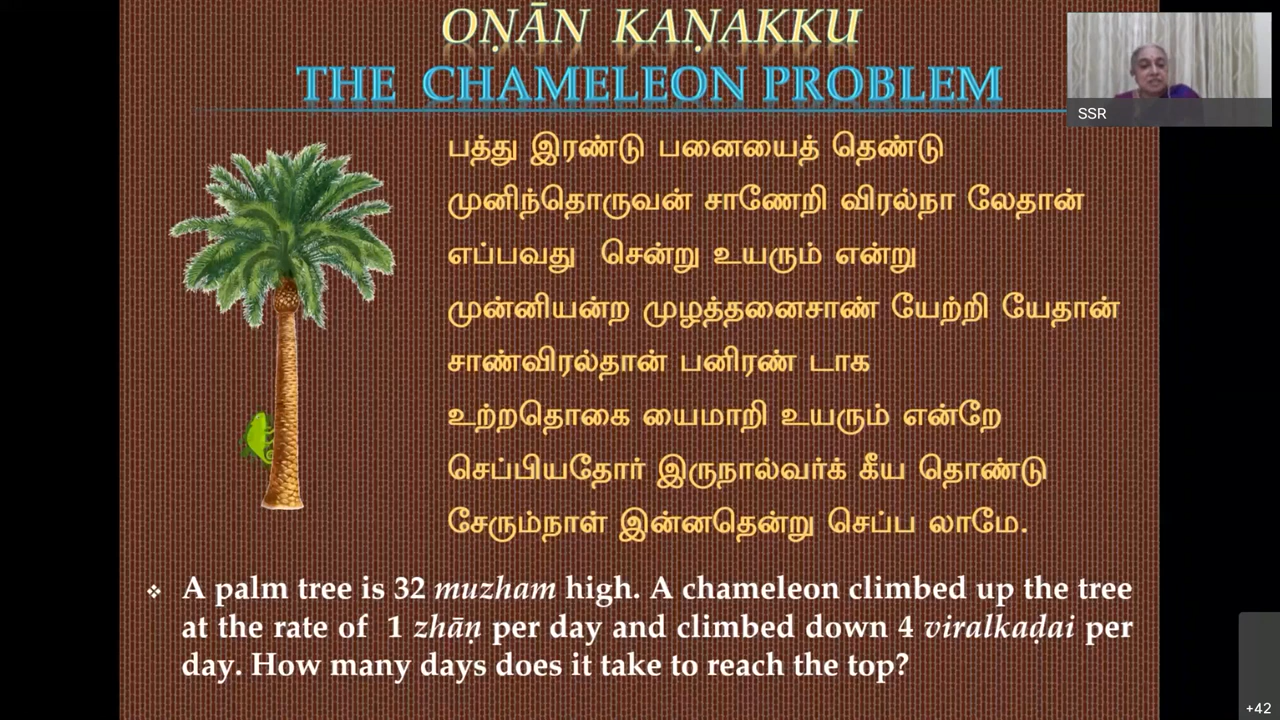 OṆĀN KAṆAKKU
THE CHAMELEON PROBLEM
SSR
பத்து இரண்டு பனையைத் தெண்டு
முனிந்தொருவன் சாணேறி விரல்நா லேதான்
எப்பவது சென்று உயரும் என்று
முன்னியன்ற முழத்தனைசாண் யேற்றி யேதான்
சாண்விரல்தான் பனிரண் டாக
உற்றதொகை யைமாறி உயரும் என்றே
செப்பியதோர் இருநால்வர்க் கீய தொண்டு
சேரும்நாள் இன்னதென்று செப்ப லாமே.
❖ A palm tree is 32 muzham high. A chameleon climbed up the tree
at the rate of 1 zhāṇ per day and climbed down 4 viralkaḍai per
day. How many days does it take to reach the top?
+42